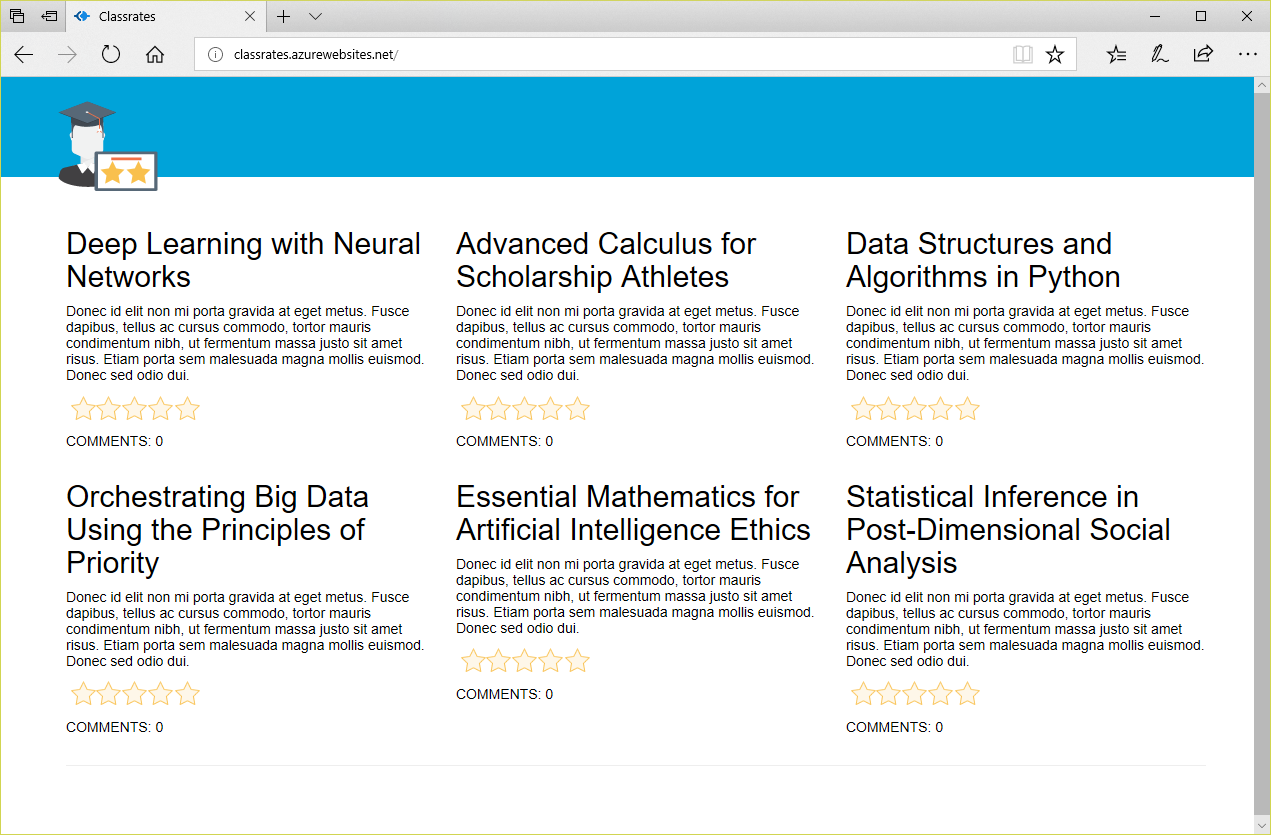 Classrates
classrates.azurewebsites.net/
Deep Learning with Neural
Networks
Donec id elit non mi porta gravida at eget metus. Fusce
dapibus, tellus ac cursus commodo, tortor mauris
condimentum nibh, ut fermentum massa justo sit amet
risus. Etiam porta sem malesuada magna mollis euismod.
Donec sed odio dui.
COMMENTS: 0
Advanced Calculus for
Scholarship Athletes
Donec id elit non mi porta gravida at eget metus. Fusce
dapibus, tellus ac cursus commodo, tortor mauris
condimentum nibh, ut fermentum massa justo sit amet
risus. Etiam porta sem malesuada magna mollis euismod.
Donec sed odio dui.
COMMENTS: 0
Data Structures and
Algorithms in Python
Donec id elit non mi porta gravida at eget metus. Fusce
dapibus, tellus ac cursus commodo, tortor mauris
condimentum nibh, ut fermentum massa justo sit amet
risus. Etiam porta sem malesuada magna mollis euismod.
Donec sed odio dui.
COMMENTS: 0
Orchestrating Big Data
Using the Principles of
Priority
Donec id elit non mi porta gravida at eget metus. Fusce
dapibus, tellus ac cursus commodo, tortor mauris
condimentum nibh, ut fermentum massa justo sit amet
risus. Etiam porta sem malesuada magna mollis euismod.
Donec sed odio dui.
COMMENTS: 0
Essential Mathematics for
Artificial Intelligence Ethics
Donec id elit non mi porta gravida at eget metus. Fusce
dapibus, tellus ac cursus commodo, tortor mauris
condimentum nibh, ut fermentum massa justo sit amet
risus. Etiam porta sem malesuada magna mollis euismod.
Donec sed odio dui.
COMMENTS: 0
Statistical Inference in
Post-Dimensional Social
Analysis
Donec id elit non mi porta gravida at eget metus. Fusce
dapibus, tellus ac cursus commodo, tortor mauris
condimentum nibh, ut fermentum massa justo sit amet
risus. Etiam porta sem malesuada magna mollis euismod.
Donec sed odio dui.
COMMENTS: 0